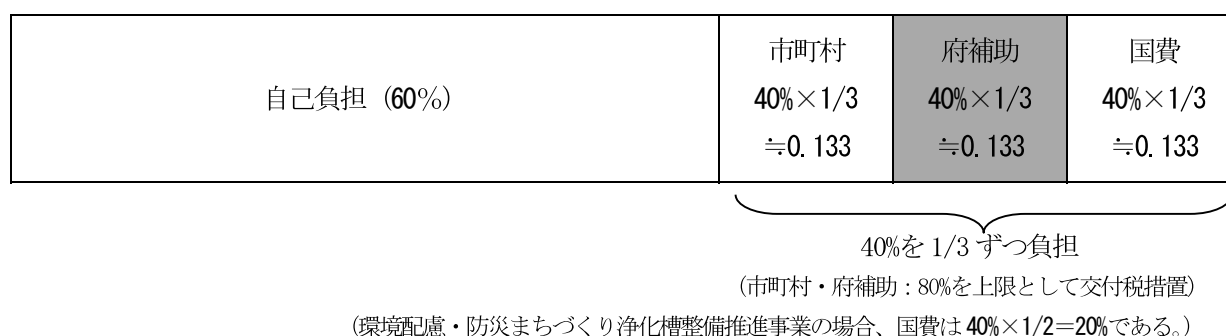 自己負担（60％）
市町村
40%×1/3
≒0.133
府補助
40%×1/3
≒0.133
国費
40%×1/3
≒0.133
40%を 1/3 ずつ負担
（市町村・府補助：80%を上限として交付税措置）
（環境配慮・防災まちづくり浄化槽整備推進事業の場合、国費は 40%×1/2=20%である。）